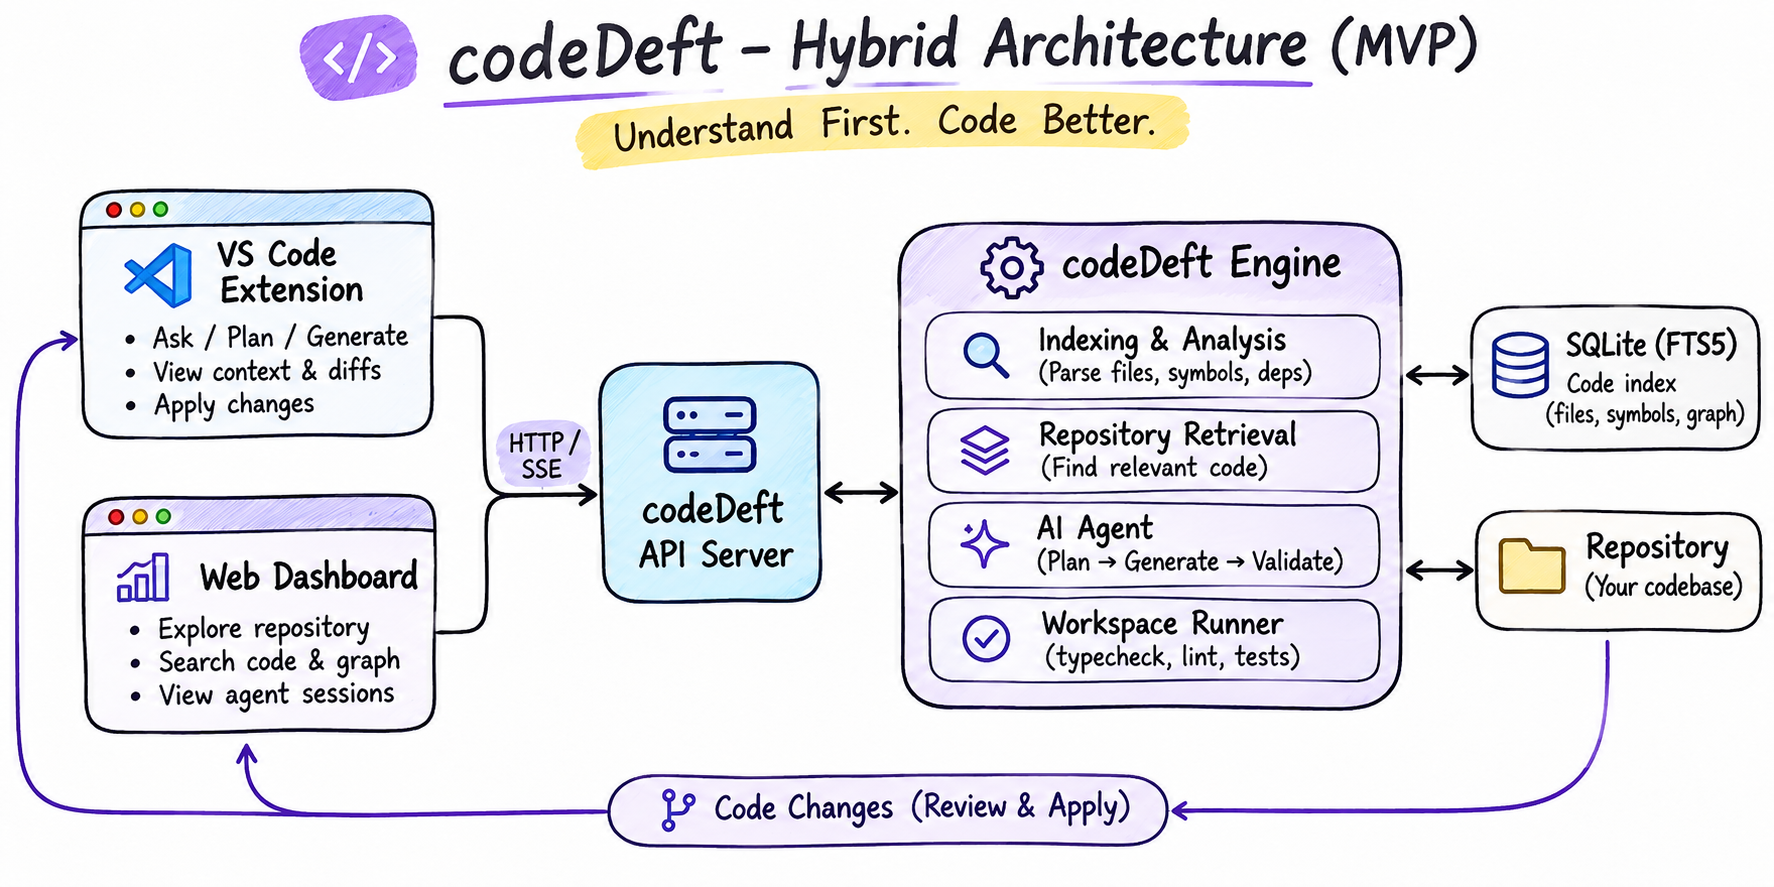 </>
codeDeft – Hybrid Architecture (MVP)
Understand First. Code Better.
VS Code
Extension
• Ask / Plan / Generate
• View context & diffs
• Apply changes
Web Dashboard
• Explore repository
• Search code & graph
• View agent sessions
HTTP /
SSE
codeDeft
API Server
codeDeft Engine
Indexing & Analysis
(Parse files, symbols, deps)
Repository Retrieval
(Find relevant code)
AI Agent
(Plan → Generate → Validate)
Workspace Runner
(typecheck, lint, tests)
SQLite (FTS5)
Code index
(files, symbols, graph)
Repository
(Your codebase)
Code Changes (Review & Apply)